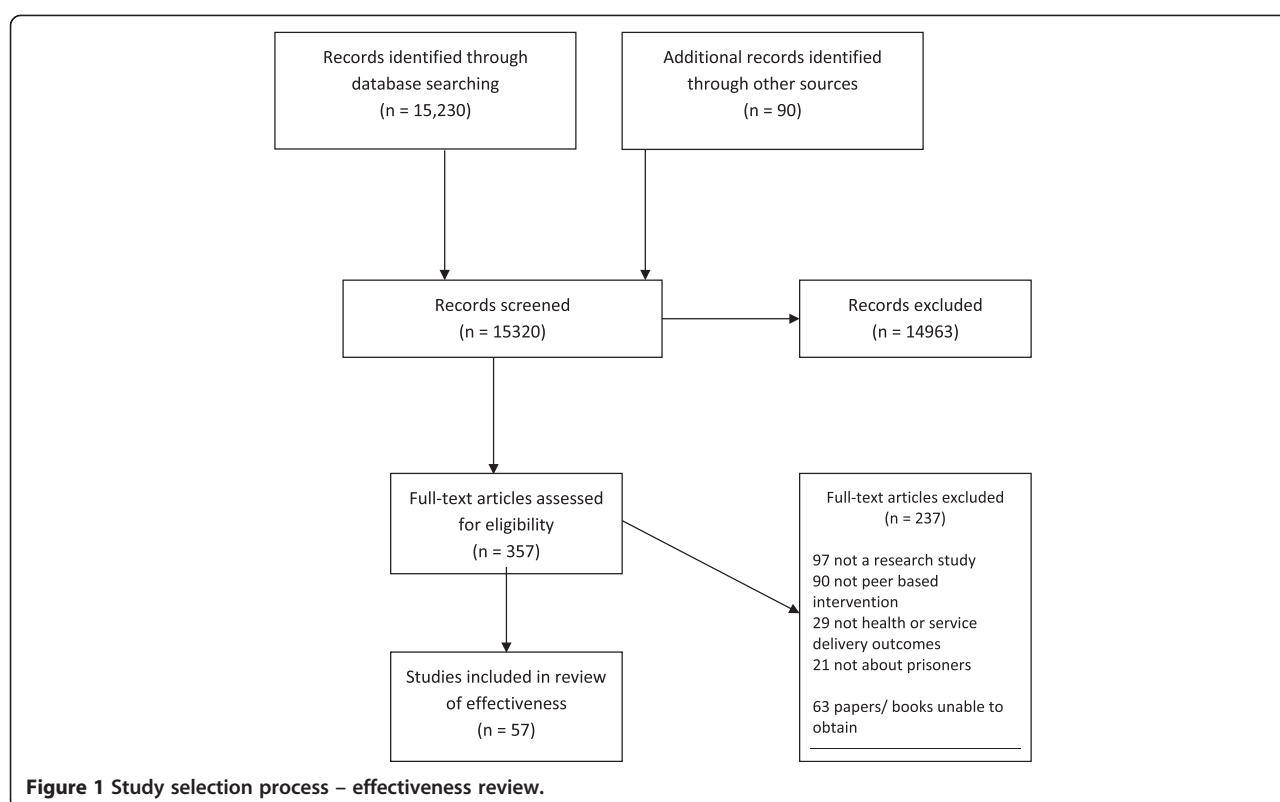 Records identified through
database searching
(n = 15,230)
Additional records identified
through other sources
(n = 90)
Records screened
(n = 15320)
Records excluded
(n = 14963)
Full-text articles assessed
for eligibility
(n = 357)
Full-text articles excluded
(n = 237)
97 not a research study
90 not peer based
intervention
29 not health or service
delivery outcomes
21 not about prisoners
63 papers/ books unable to
obtain
Studies included in review
of effectiveness
(n = 57)
Figure 1 Study selection process – effectiveness review.